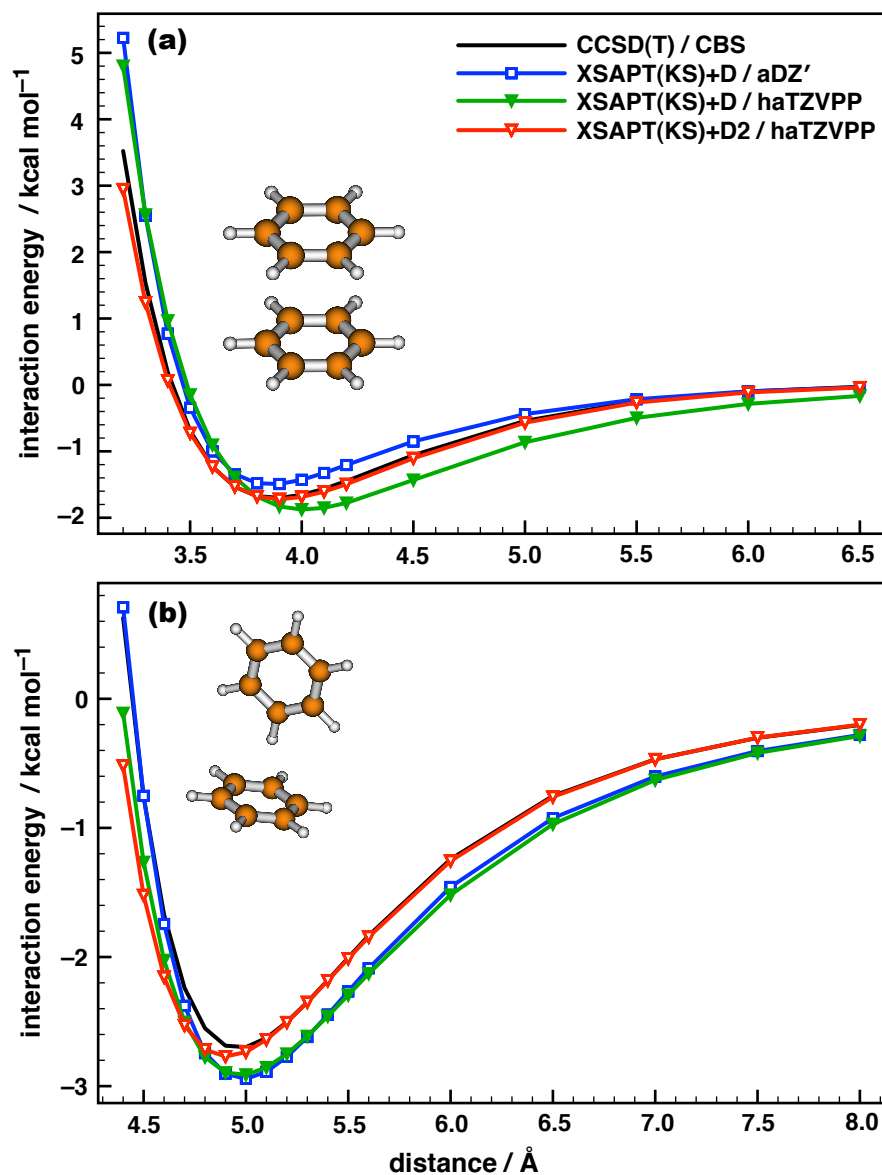 (a)
CCSD(T) / CBS
XSAPT(KS)+D / aDZ′
XSAPT(KS)+D / haTZVPP
XSAPT(KS)+D2 / haTZVPP
interaction energy / kcal mol⁻¹
5
4
3
2
1
0
−1
−2
3.5 4.0 4.5 5.0 5.5 6.0 6.5
(b)
interaction energy / kcal mol⁻¹
0
−1
−2
−3
4.5 5.0 5.5 6.0 6.5 7.0 7.5 8.0
distance / Å